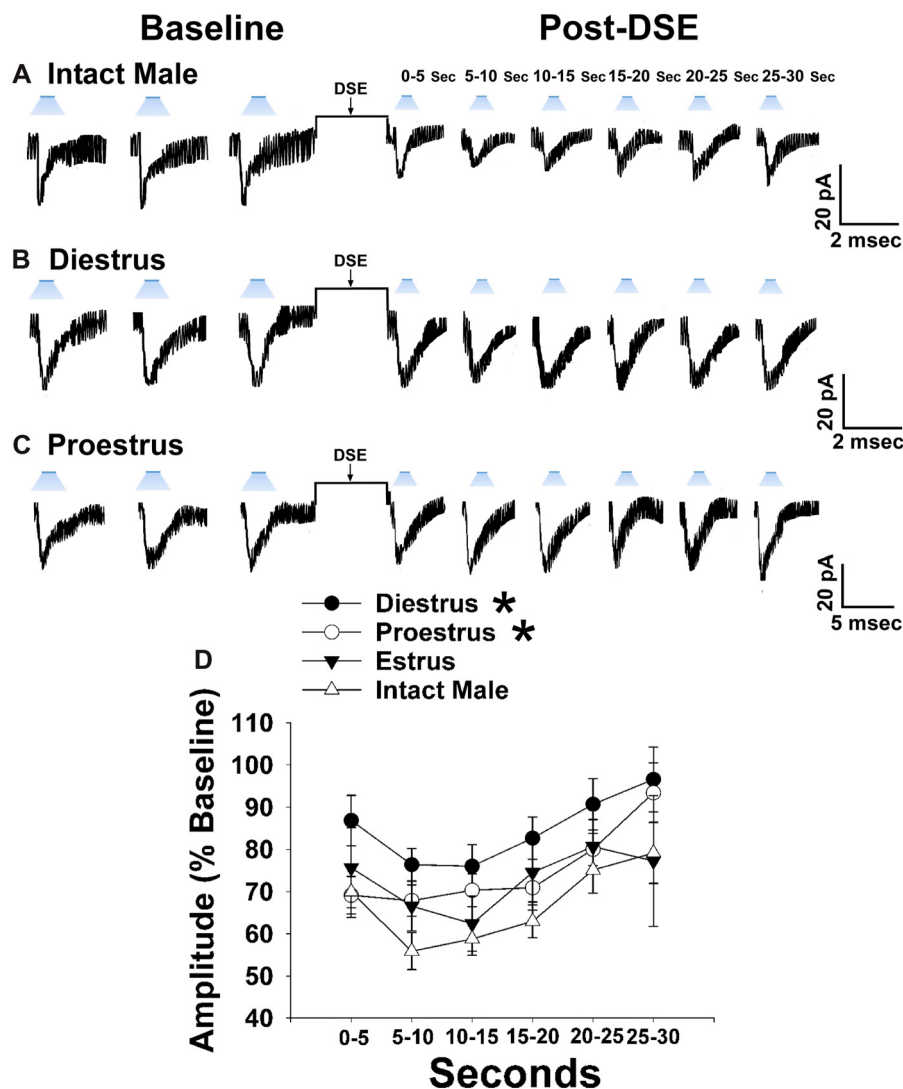 Baseline Post-DSE
A Intact Male
0-5 Sec 5-10 Sec 10-15 Sec 15-20 Sec 20-25 Sec 25-30 Sec
DSE
20 pA
2 msec
B Diestrus
DSE
20 pA
2 msec
C Proestrus
DSE
20 pA
5 msec
Diestrus *
Proestrus *
Estrus
Intact Male
D
Amplitude (% Baseline)
110
100
90
80
70
60
50
40
0-5 5-10 10-15 15-20 20-25 25-30
Seconds